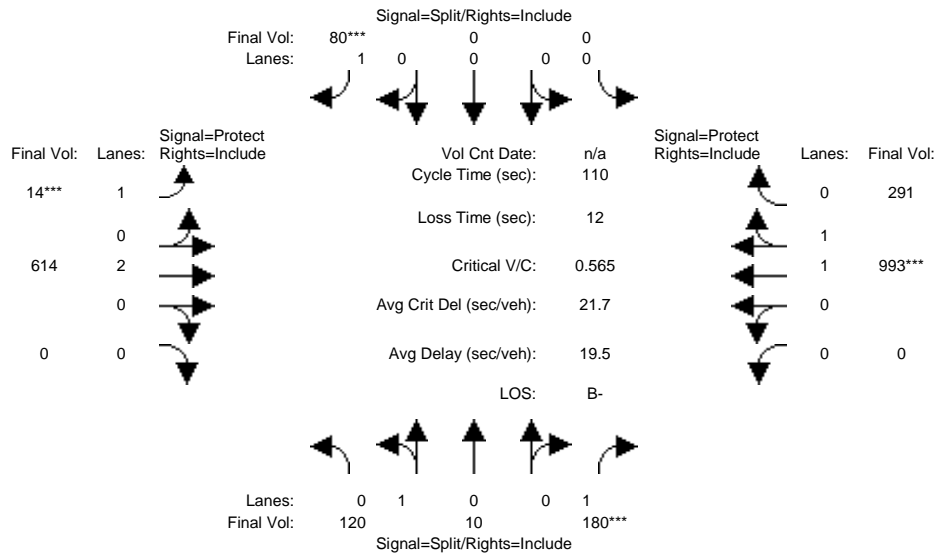 Signal=Split/Rights=Include
Final Vol: 80*** 0 0
Lanes: 1 0 0 0 0
Signal=Protect Signal=Protect
Final Vol: Lanes: Rights=Include Vol Cnt Date: n/a Rights=Include Lanes: Final Vol:
Cycle Time (sec): 110
14*** 1 0 291
Loss Time (sec): 12
0 1
614 2 Critical V/C: 0.565 1 993***
0 Avg Crit Del (sec/veh): 21.7 0
0 0 Avg Delay (sec/veh): 19.5 0 0
LOS: B-
Lanes: 0 1 0 0 1
Final Vol: 120 10 180***
Signal=Split/Rights=Include